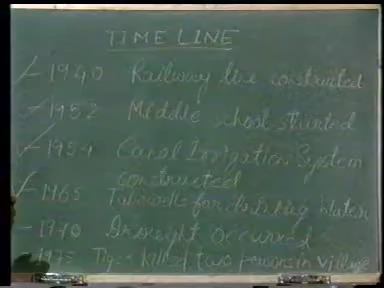 TIME LINE
- 1940 Railway line constructed
- 1952 Middle school started
- 1954 Canal Irrigation System
constructed
- 1965 Tubewells for drinking water
- 1970 Drought occurred
1975 killed two persons in village